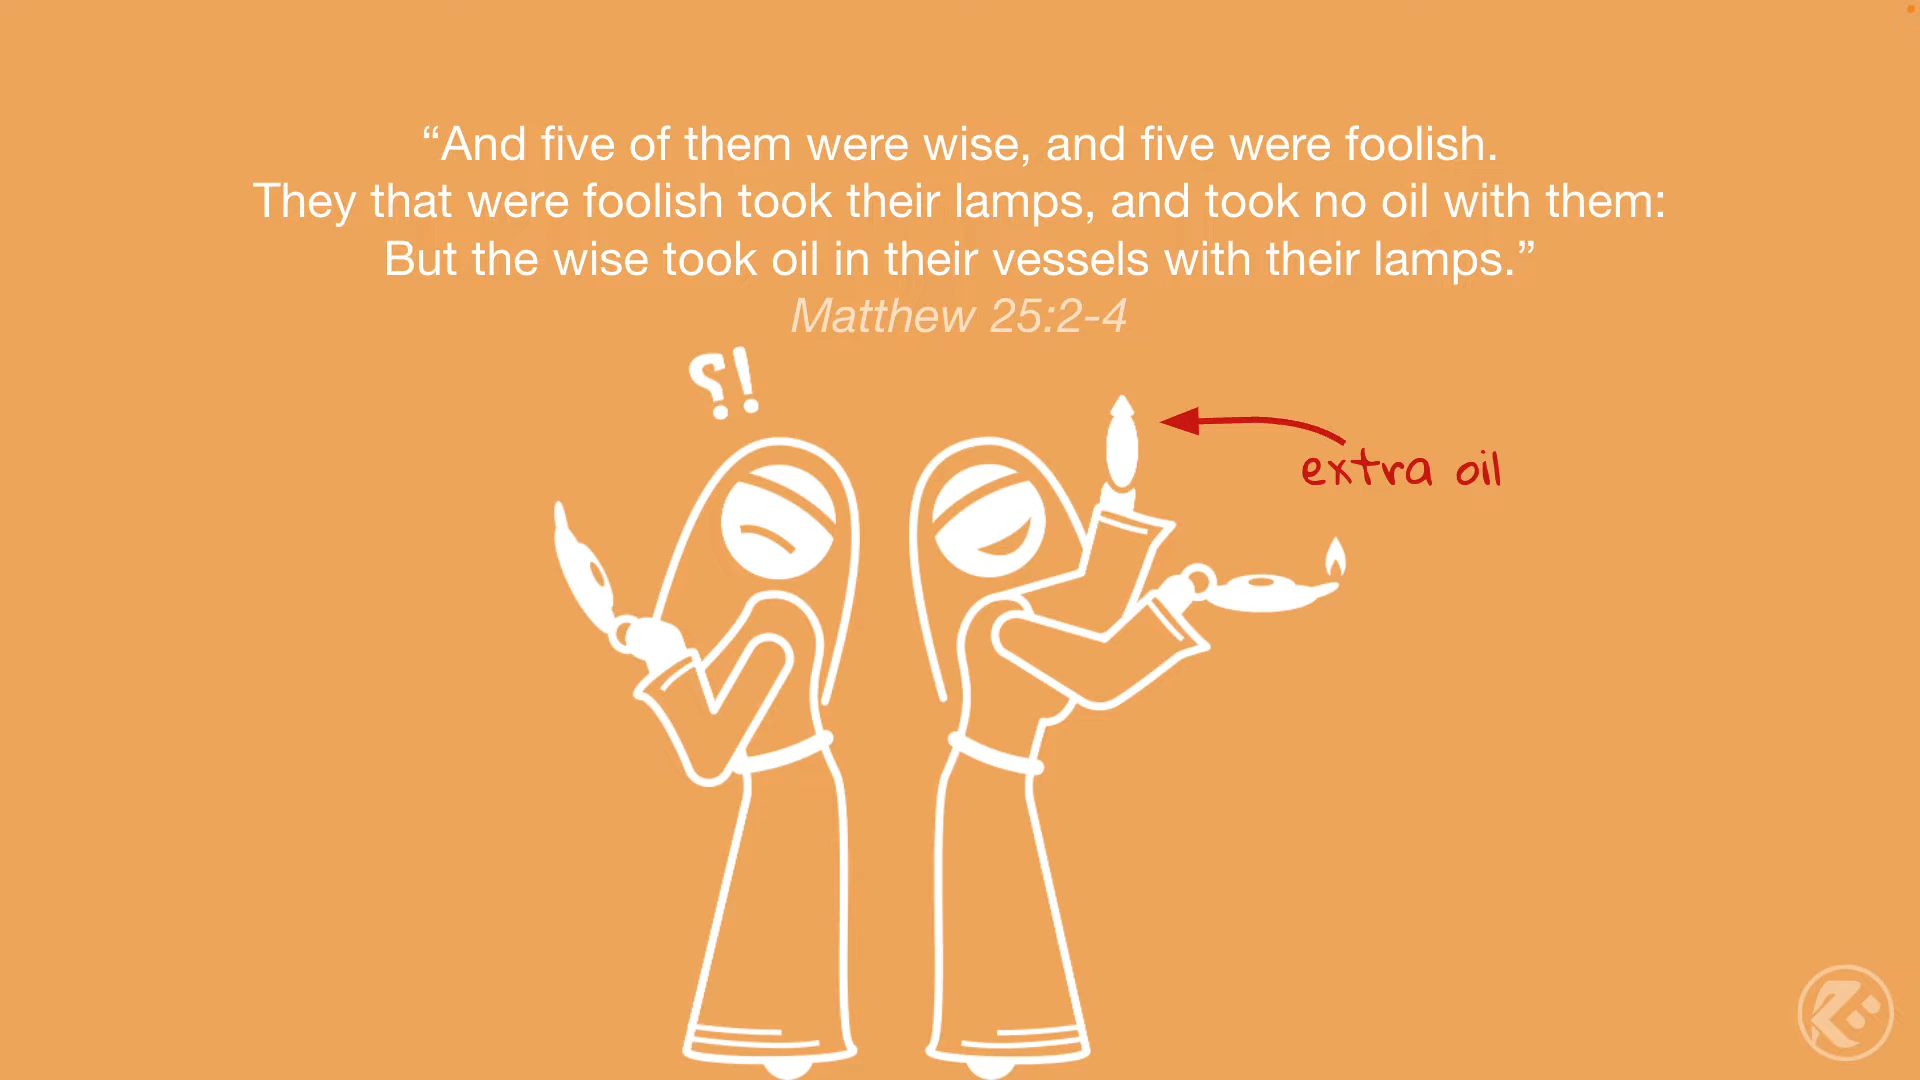 “And five of them were wise, and five were foolish.
They that were foolish took their lamps, and took no oil with them:
But the wise took oil in their vessels with their lamps.”
Matthew 25:2-4
⸮!
extra oil